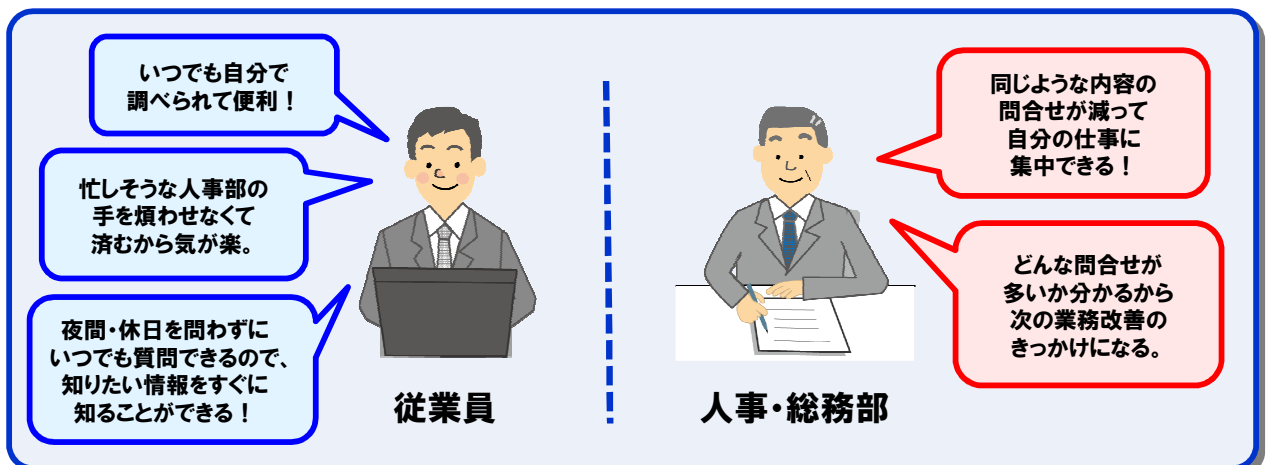 いつでも自分で
調べられて便利！
忙しそうな人事部の
手を煩わせなくて
済むから気が楽。
夜間・休日を問わずに
いつでも質問できるので、
知りたい情報をすぐに
知ることができる！
従業員
同じような内容の
問合せが減って
自分の仕事に
集中できる！
どんな問合せが
多いか分かるから
次の業務改善の
きっかけになる。
人事・総務部